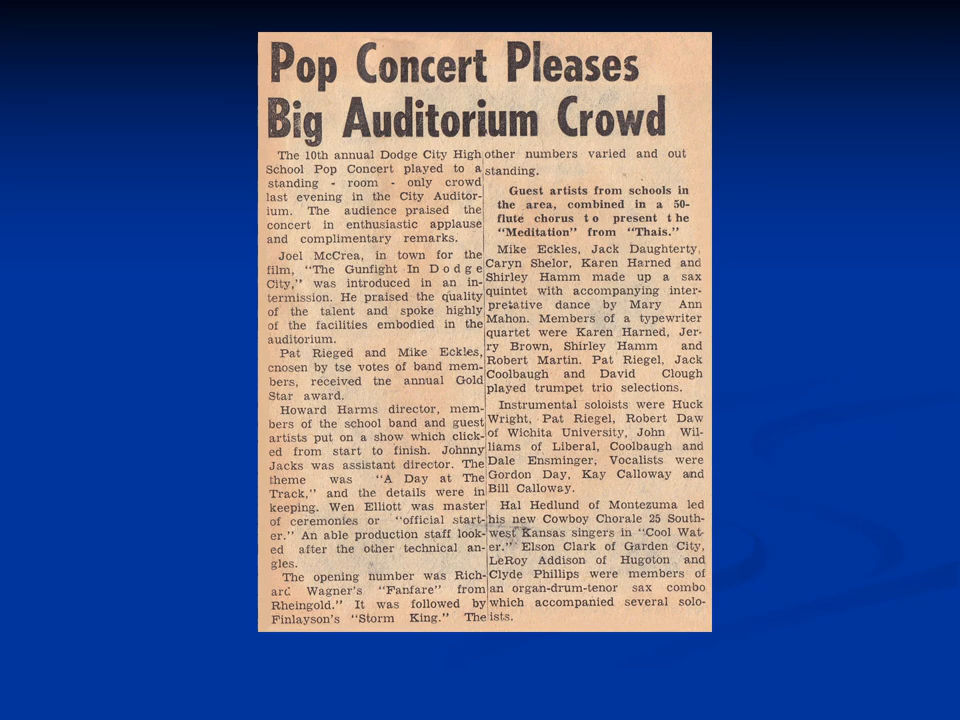 Pop Concert Pleases
Big Auditorium Crowd
The 10th annual Dodge City High
School Pop Concert played to a
standing - room - only crowd
last evening in the City Auditor-
ium. The audience praised the
concert in enthusiastic applause
and complimentary remarks.
Joel McCrea, in town for the
film, "The Gunfight In D o d g e
City," was introduced in an in-
termission. He praised the quality
of the talent and spoke highly
of the facilities embodied in the
auditorium.
Pat Rieged and Mike Eckles,
cnosen by tse votes of band mem-
bers, received tne annual Gold
Star award.
Howard Harms director, mem-
bers of the school band and guest
artists put on a show which click-
ed from start to finish. Johnny
Jacks was assistant director. The
theme was "A Day at The
Track," and the details were in
keeping. Wen Elliott was master
of ceremonies or "official start-
er." An able production staff look-
ed after the other technical an-
gles.
The opening number was Rich-
ard Wagner's "Fanfare" from
Rheingold." It was followed by
Finlayson's "Storm King." The
other numbers varied and out
standing.
Guest artists from schools in
the area, combined in a 50-
flute chorus t o present t he
"Meditation" from "Thais."
Mike Eckles, Jack Daughterty,
Caryn Shelor, Karen Harned and
Shirley Hamm made up a sax
quintet with accompanying inter-
pretative dance by Mary Ann
Mahon. Members of a typewriter
quartet were Karen Harned, Jer-
ry Brown, Shirley Hamm and
Robert Martin. Pat Riegel, Jack
Coolbaugh and David Clough
played trumpet trio selections.
Instrumental soloists were Huck
Wright, Pat Riegel, Robert Daw
of Wichita University, John Wil-
liams of Liberal, Coolbaugh and
Dale Ensminger, Vocalists were
Gordon Day, Kay Calloway and
Bill Calloway.
Hal Hedlund of Montezuma led
his new Cowboy Chorale 25 South-
west Kansas singers in "Cool Wat-
er." Elson Clark of Garden City,
LeRoy Addison of Hugoton and
Clyde Phillips were members of
an organ-drum-tenor sax combo
which accompanied several solo-
ists.